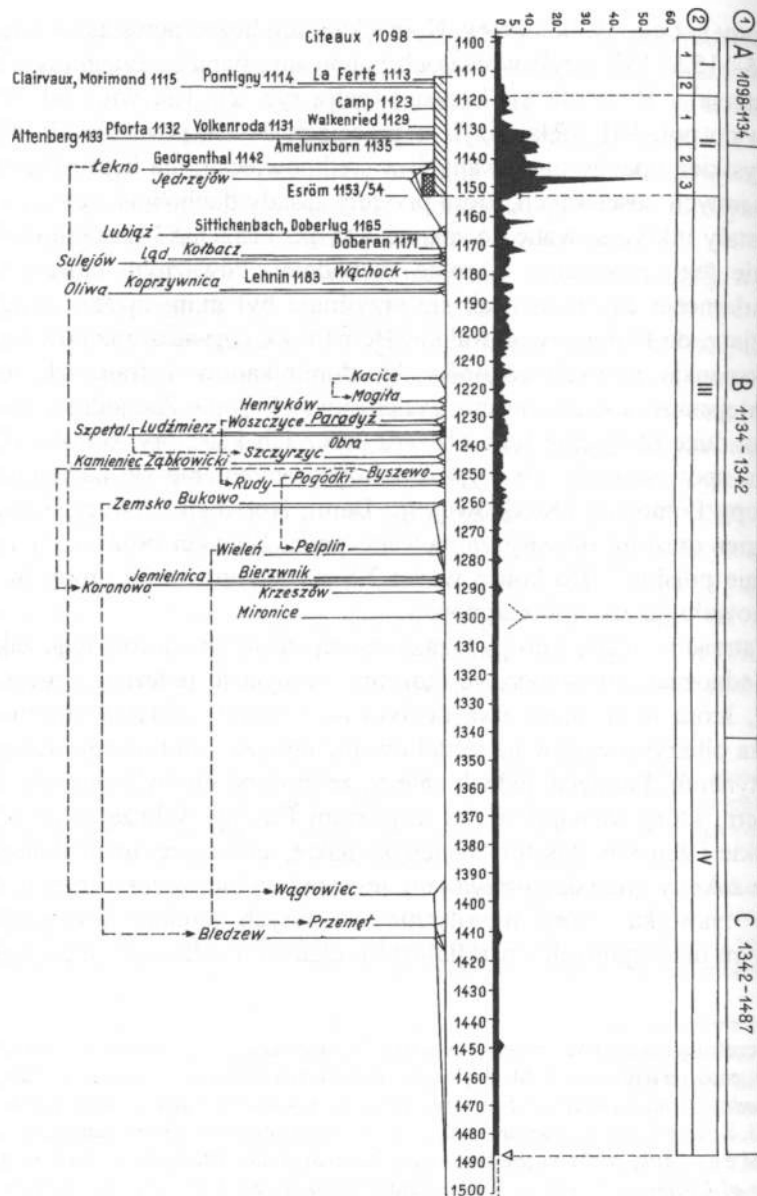 0 5 10 20 40 60 ② ①
Citeaux 1098
Clairvaux, Morimond 1115 Pontigny 1114 La Ferté 1113
Camp 1123
Walkenried 1129
Altenberg 1133 Pforta 1132 Volkenroda 1131
Amelunxborn 1135
Georgenthal 1142
Łekno
Jędrzejów
Esröm 1153/54
Sittichenbach, Doberlug 1165
Lubiąż
Doberan 1171
Kołbacz
Ląd
Sulejów
Wąchock
Lehnin 1183
Koprzywnica
Oliwa
Kacice
Mogiła
Henryków
Woszczyce Paradyż
Ludźmierz
Szpetal
Obra
Szczyrzyc
Kamieniec Ząbkowicki
Byszewo
Rudy Pogódki
Bukowo
Zemsko
Wieleń Pelplin
Jemielnica Bierzwnik
Koronowo
Krzeszów
Mironice
Wągrowiec
Przemęt
Bledzew
1100
1110
1120
1130
1140
1150
1160
1170
1180
1190
1200
1210
1220
1230
1240
1250
1260
1270
1280
1290
1300
1310
1320
1330
1340
1350
1360
1370
1380
1390
1400
1410
1420
1430
1440
1450
1460
1470
1480
1490
1500
I
1
2
II
1
2
3
III
IV
A 1098-1134
B 1134-1342
C 1342-1487